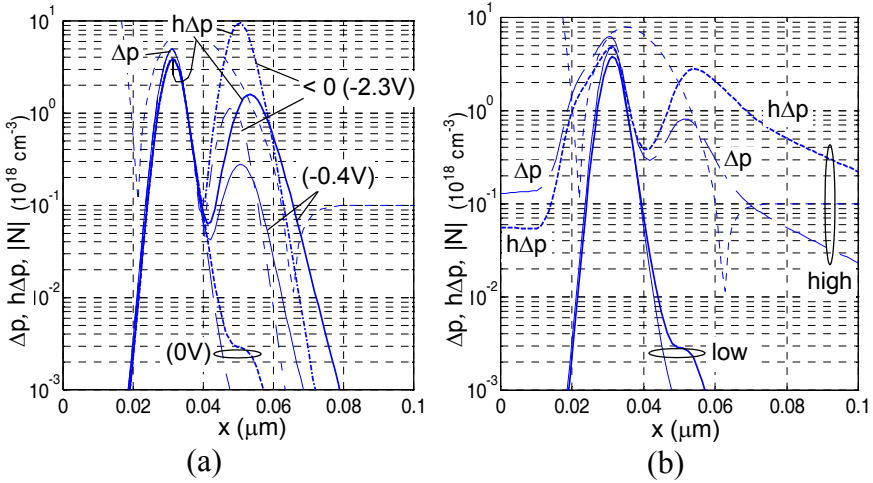 Δp, hΔp, |N| (10^18 cm^-3)
10^1
10^0
10^-1
10^-2
10^-3
Δp
hΔp
< 0 (-2.3V)
(-0.4V)
(0V)
0 0.02 0.04 0.06 0.08 0.1
x (μm)
(a)
Δp, hΔp, |N| (10^18 cm^-3)
10^1
10^0
10^-1
10^-2
10^-3
hΔp
Δp
Δp
hΔp
high
low
0 0.02 0.04 0.06 0.08 0.1
x (μm)
(b)